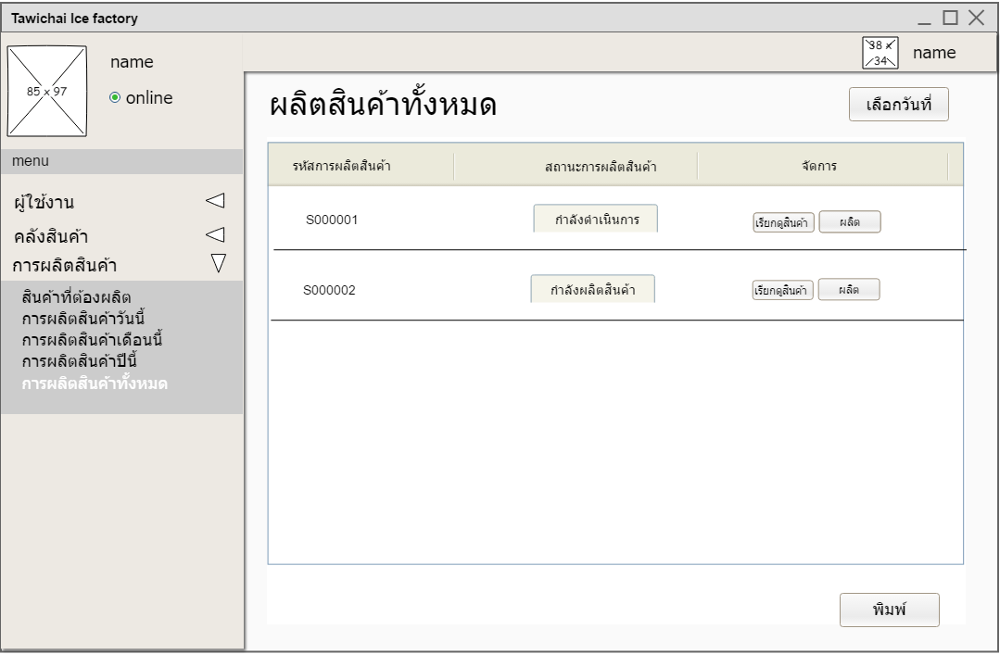 Tawichai Ice factory
38 x 34
name
85 x 97
name
online
ผลิตสินค้าทั้งหมด
เลือกวันที่
menu
ผู้ใช้งาน
คลังสินค้า
การผลิตสินค้า
สินค้าที่ต้องผลิต
การผลิตสินค้าวันนี้
การผลิตสินค้าเดือนนี้
การผลิตสินค้าปีนี้
การผลิตสินค้าทั้งหมด
รหัสการผลิตสินค้า สถานะการผลิตสินค้า จัดการ
S000001 กำลังดำเนินการ เรียกดูสินค้า ผลิต
S000002 กำลังผลิตสินค้า เรียกดูสินค้า ผลิต
พิมพ์